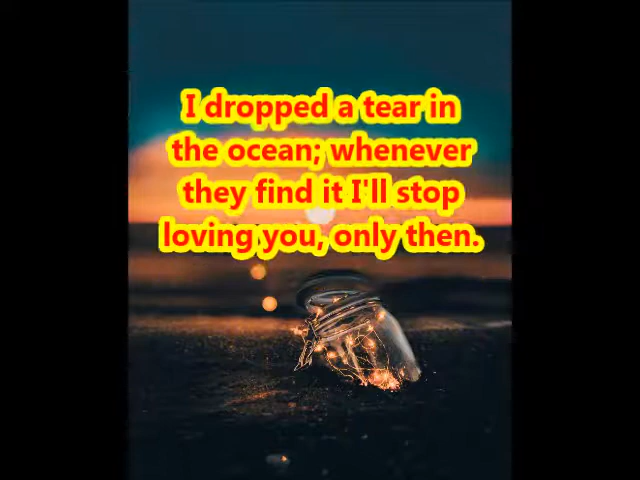 I dropped a tear in
the ocean; whenever
they find it I'll stop
loving you, only then.